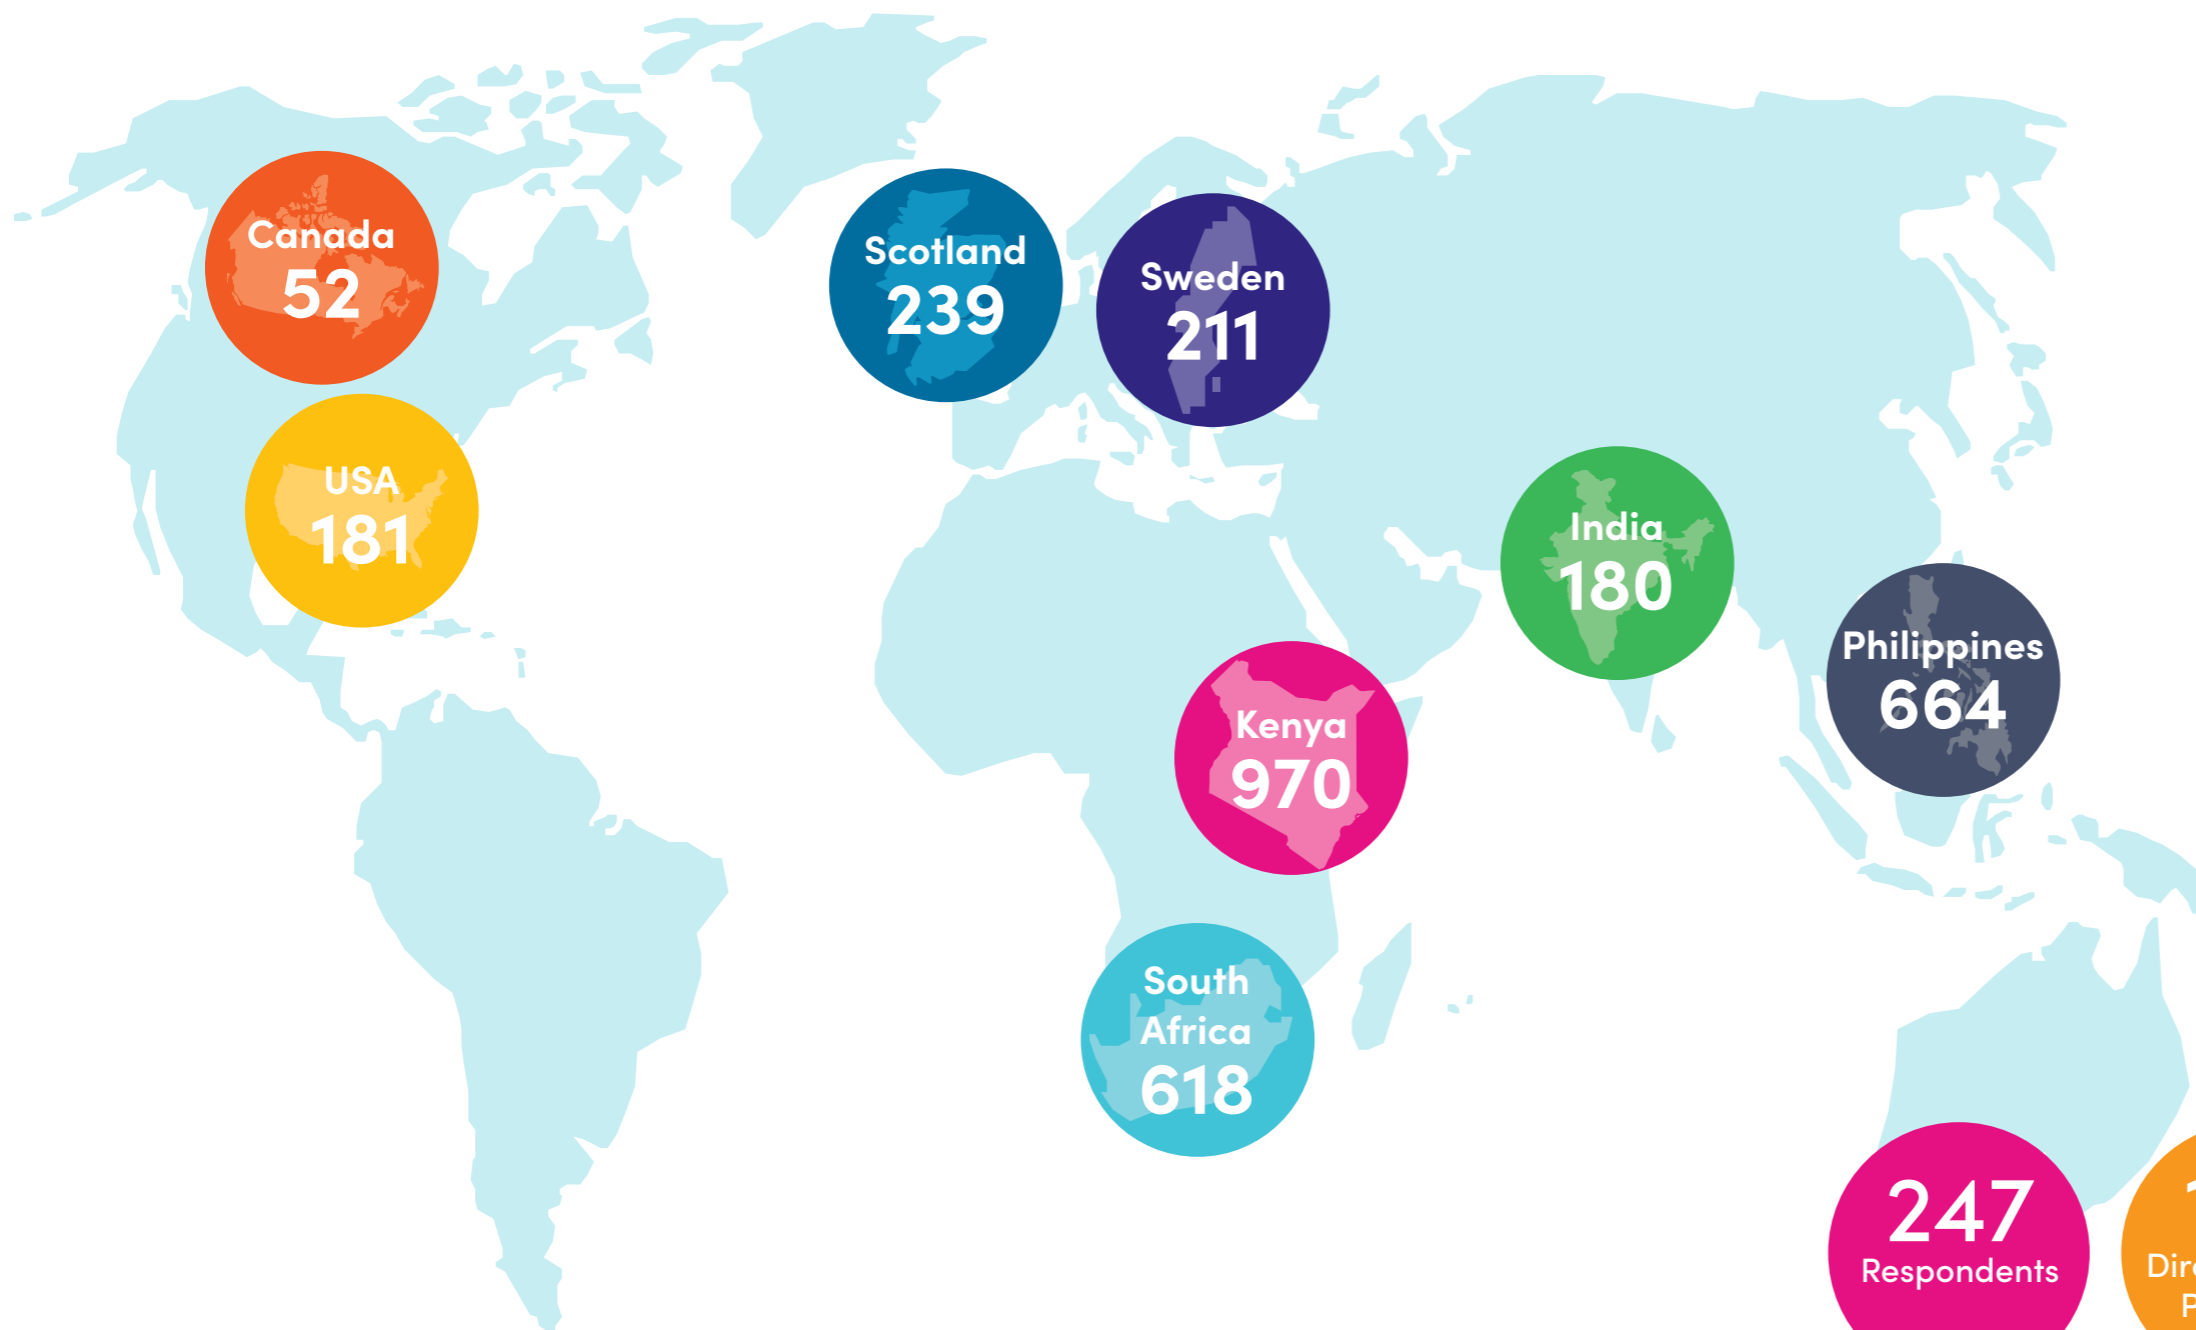 Canada
52
Scotland
239
Sweden
211
USA
181
India
180
Philippines
664
Kenya
970
South
Africa
618
247
Respondents